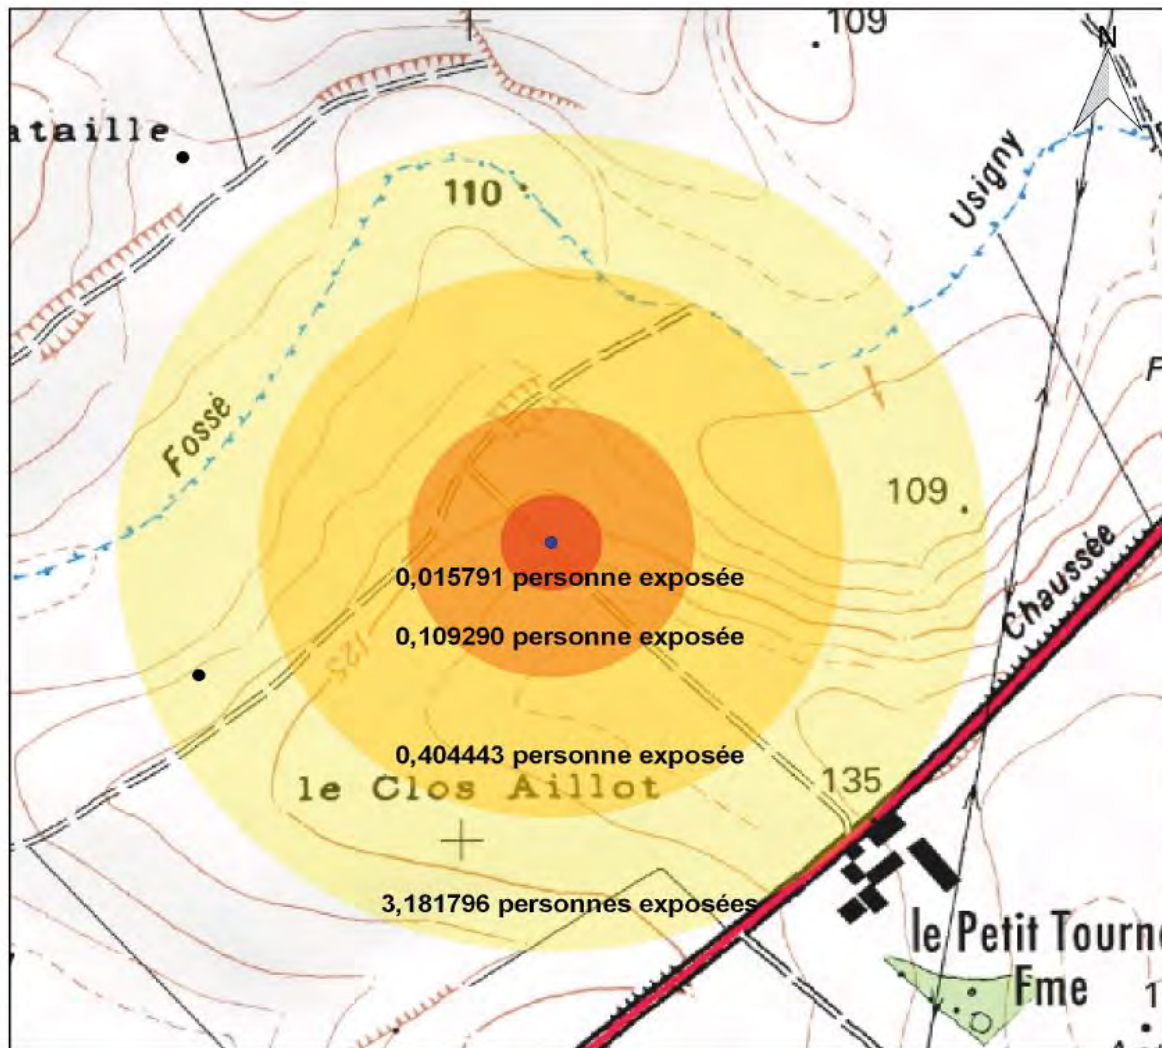 109
N
ataille
110
Usigny
Fossé
109
Chaussée
0,015791 personne exposée
0,109290 personne exposée
125
0,404443 personne exposée
le Clos Aillot
135
3,181796 personnes exposées
le Petit Tourne
Fme
1